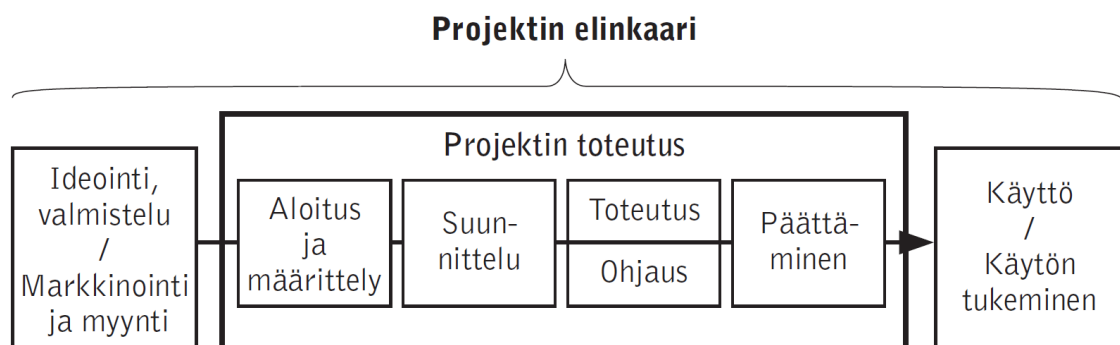 Projektin elinkaari
Projektin toteutus
Ideointi,
valmistelu
/
Markkinointi
ja myynti
Aloitus
ja
määrittely
Suun-
nittelu
Toteutus
Ohjaus
Päättä-
minen
Käyttö
/
Käytön
tukeminen